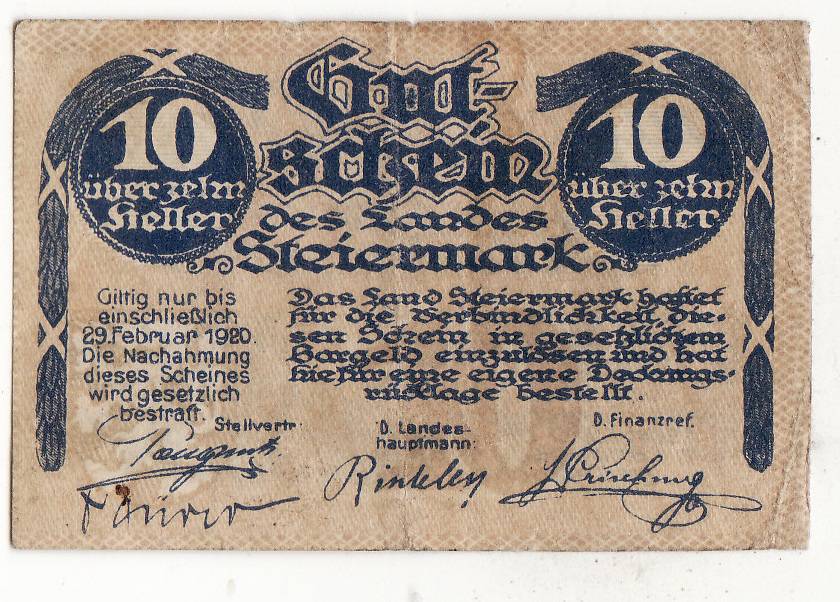 Gut-
schein
des Landes
Steiermark
10
über zehn
Heller
10
über zehn
Heller
Giltig nur bis
einschließlich
29. Februar 1920.
Die Nachahmung
dieses Scheines
wird gesetzlich
bestraft.
Das Land Steiermark haftet
für die Verbindlichkeit, die-
sen Schein in gesetzlichem
Bargeld einzulösen und hat
hiefür eine eigene Deckungs-
rücklage bestellt.
Stellvertr.
D. Landes-
hauptmann:
D. Finanzref.
Rintelen